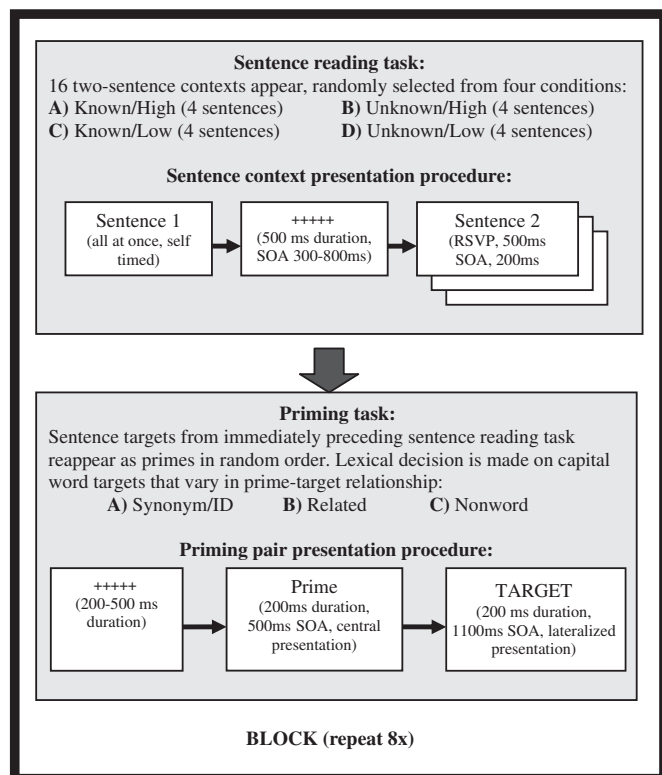 Sentence reading task:
16 two-sentence contexts appear, randomly selected from four conditions:
A) Known/High (4 sentences) B) Unknown/High (4 sentences)
C) Known/Low (4 sentences) D) Unknown/Low (4 sentences)
Sentence context presentation procedure:
Sentence 1
(all at once, self
timed)
+++++
(500 ms duration,
SOA 300-800ms)
Sentence 2
(RSVP, 500ms
SOA, 200ms
Priming task:
Sentence targets from immediately preceding sentence reading task
reappear as primes in random order. Lexical decision is made on capital
word targets that vary in prime-target relationship:
A) Synonym/ID B) Related C) Nonword
Priming pair presentation procedure:
+++++
(200-500 ms
duration)
Prime
(200ms duration,
500ms SOA, central
presentation)
TARGET
(200 ms duration,
1100ms SOA, lateralized
presentation)
BLOCK (repeat 8x)